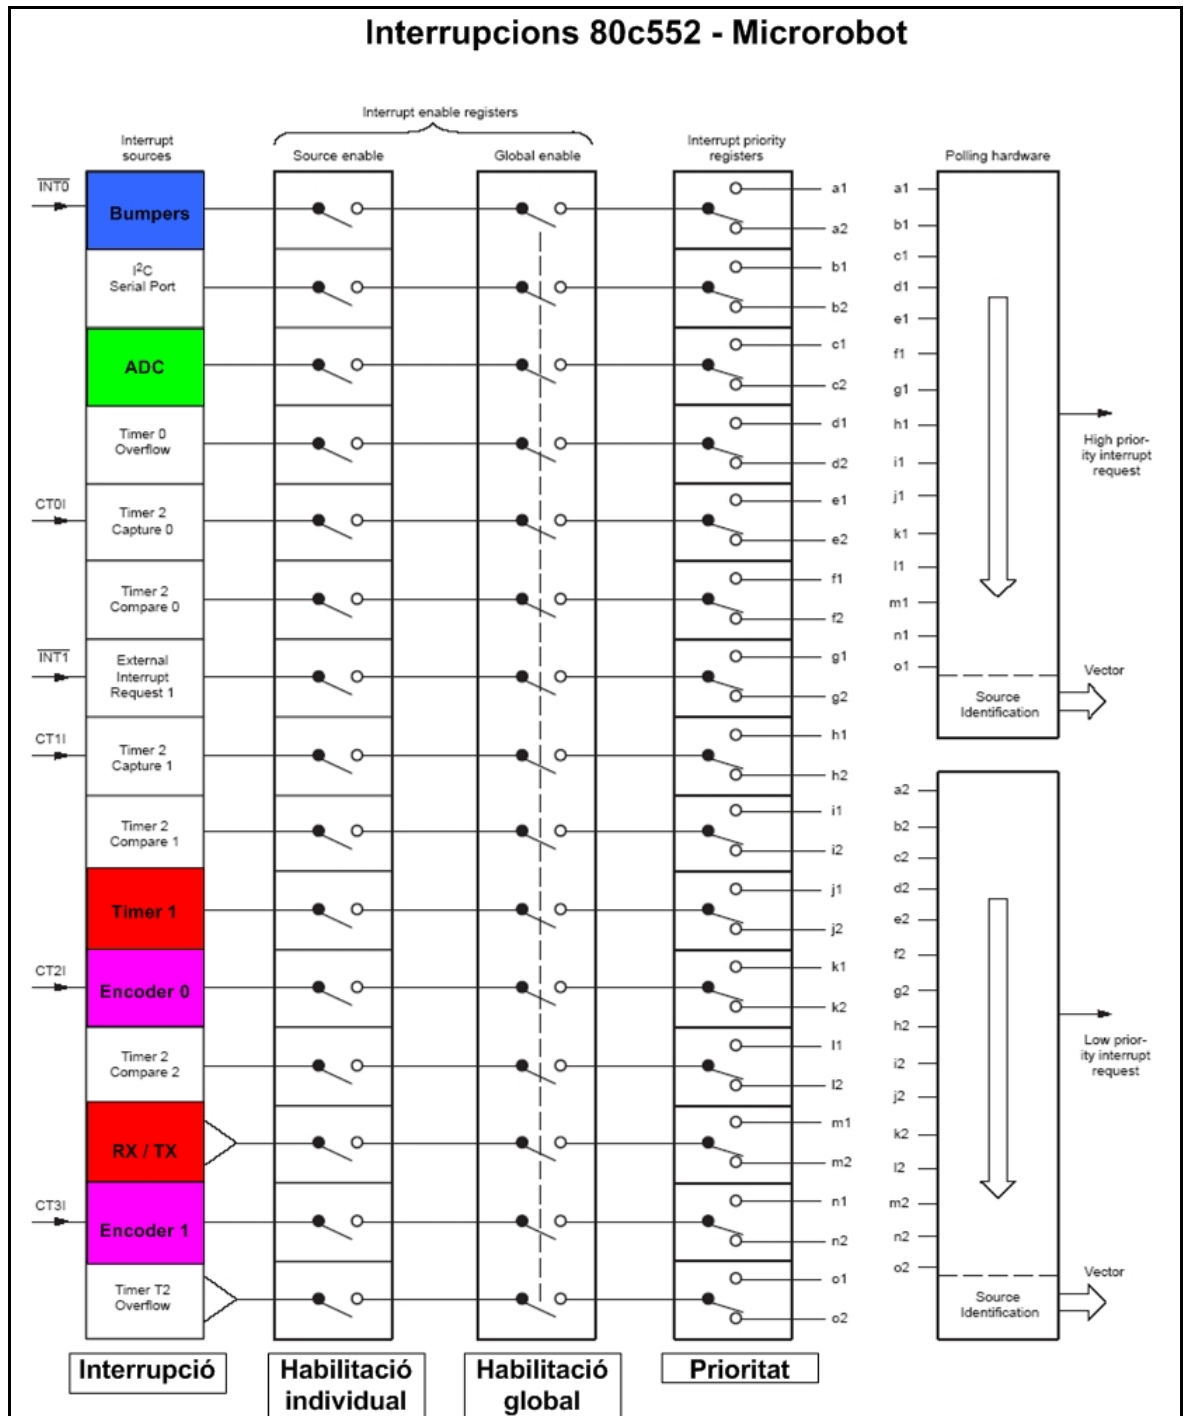 Interrupcions 80c552 - Microrobot
Interrupt enable registers
Interrupt
sources
Source enable
Global enable
Interrupt priority
registers
Polling hardware
INT0
Bumpers
I²C
Serial Port
ADC
Timer 0
Overflow
CT0I
Timer 2
Capture 0
Timer 2
Compare 0
INT1
External
Interrupt
Request 1
CT1I
Timer 2
Capture 1
Timer 2
Compare 1
Timer 1
CT2I
Encoder 0
Timer 2
Compare 2
RX / TX
CT3I
Encoder 1
Timer T2
Overflow
a1
a2
b1
b2
c1
c2
d1
d2
e1
e2
f1
f2
g1
g2
h1
h2
i1
i2
j1
j2
k1
k2
l1
l2
m1
m2
n1
n2
o1
o2
a1
b1
c1
d1
e1
f1
g1
h1
i1
j1
k1
l1
m1
n1
o1
High prior-
ity interrupt
request
Source
Identification
Vector
a2
b2
c2
d2
e2
f2
g2
h2
i2
j2
k2
l2
m2
n2
o2
Low prior-
ity interrupt
request
Source
Identification
Vector
Interrupció
Habilitació
individual
Habilitació
global
Prioritat